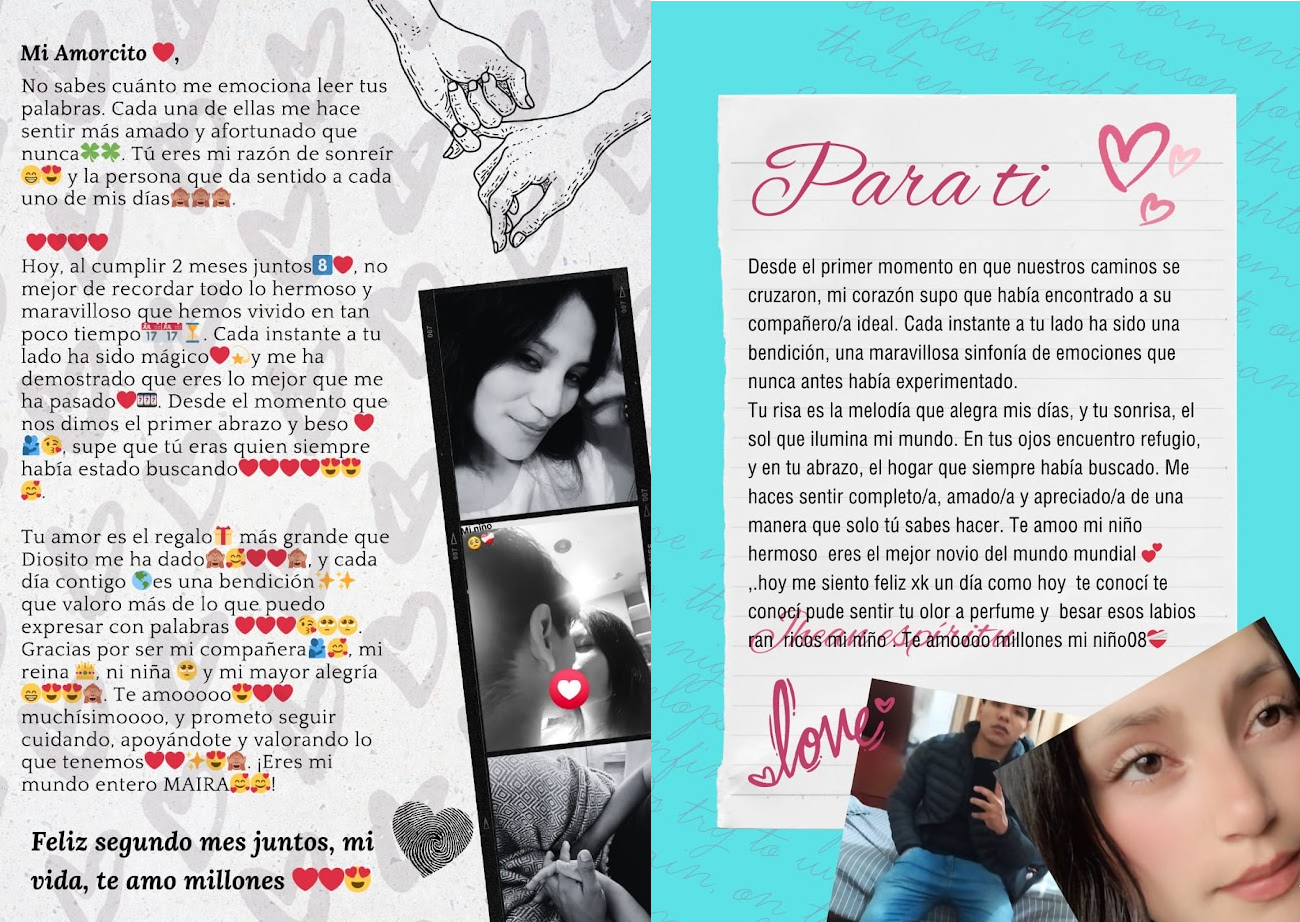 Mi Amorcito ❤️,
No sabes cuánto me emociona leer tus
palabras. Cada una de ellas me hace
sentir más amado y afortunado que
nunca🍀🍀. Tú eres mi razón de sonreír
😁😍 y la persona que da sentido a cada
uno de mis días🙈🙈🙈.
❤️❤️❤️❤️
Hoy, al cumplir 2 meses juntos8️⃣❤️, no
mejor de recordar todo lo hermoso y
maravilloso que hemos vivido en tan
poco tiempo📅📅⏳. Cada instante a tu
lado ha sido mágico❤️💫y me ha
demostrado que eres lo mejor que me
ha pasado❤️🎰. Desde el momento que
nos dimos el primer abrazo y beso ❤️
🫂😘, supe que tú eras quien siempre
había estado buscando❤️❤️❤️❤️😍😍
🥰.
Tu amor es el regalo🎁 más grande que
Diosito me ha dado🙈🥰❤️❤️🙈, y cada
día contigo 🌎es una bendición✨✨
que valoro más de lo que puedo
expresar con palabras ❤️❤️❤️😘🥺🥺.
Gracias por ser mi compañera🫂🥰, mi
reina 👑, ni niña 🥺 y mi mayor alegría
😁😍😍🙈. Te amooooo😍❤️❤️
muchísimoooo, y prometo seguir
cuidando, apoyándote y valorando lo
que tenemos❤️❤️✨😍🙈. ¡Eres mi
mundo entero MAIRA🥰🥰!
Feliz segundo mes juntos, mi
vida, te amo millones ❤️❤️😍
Mi niño
Para ti
Desde el primer momento en que nuestros caminos se
cruzaron, mi corazón supo que había encontrado a su
compañero/a ideal. Cada instante a tu lado ha sido una
bendición, una maravillosa sinfonía de emociones que
nunca antes había experimentado.
Tu risa es la melodía que alegra mis días, y tu sonrisa, el
sol que ilumina mi mundo. En tus ojos encuentro refugio,
y en tu abrazo, el hogar que siempre había buscado. Me
haces sentir completo/a, amado/a y apreciado/a de una
manera que solo tú sabes hacer. Te amoo mi niño
hermoso eres el mejor novio del mundo mundial 💕
,.hoy me siento feliz xk un día como hoy te conocí te
conocí pude sentir tu olor a perfume y besar esos labios
ran ricos mi niño . Te amoooo millones mi niño08
love